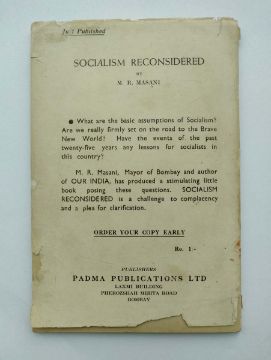 Just Published
SOCIALISM RECONSIDERED
BY
M. R. MASANI
● What are the basic assumptions of Socialism?
Are we really firmly set on the road to the Brave
New World? Have the events of the past
twenty-five years any lessons for socialists in
this country?
M. R. Masani, Mayor of Bombay and author
of OUR INDIA, has produced a stimulating little
book posing these questions. SOCIALISM
RECONSIDERED is a challenge to complacency
and a plea for clarification.
ORDER YOUR COPY EARLY
Re. 1/-
PUBLISHERS
PADMA PUBLICATIONS LTD
LAXMI BUILDING
PHEROZSHAH MEHTA ROAD
BOMBAY